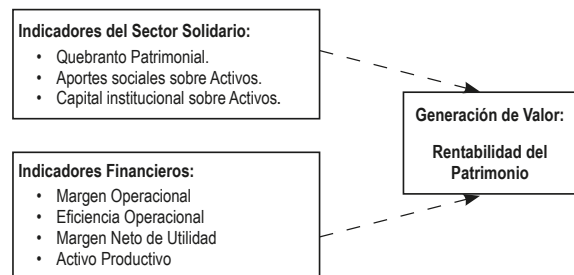 Indicadores del Sector Solidario:
• Quebranto Patrimonial.
• Aportes sociales sobre Activos.
• Capital institucional sobre Activos.
Generación de Valor:
Rentabilidad del
Patrimonio
Indicadores Financieros:
• Margen Operacional
• Eficiencia Operacional
• Margen Neto de Utilidad
• Activo Productivo